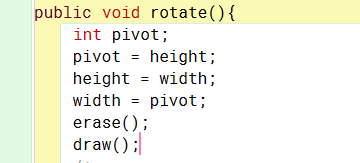 public void rotate(){
int pivot;
pivot = height;
height = width;
width = pivot;
erase();
draw();